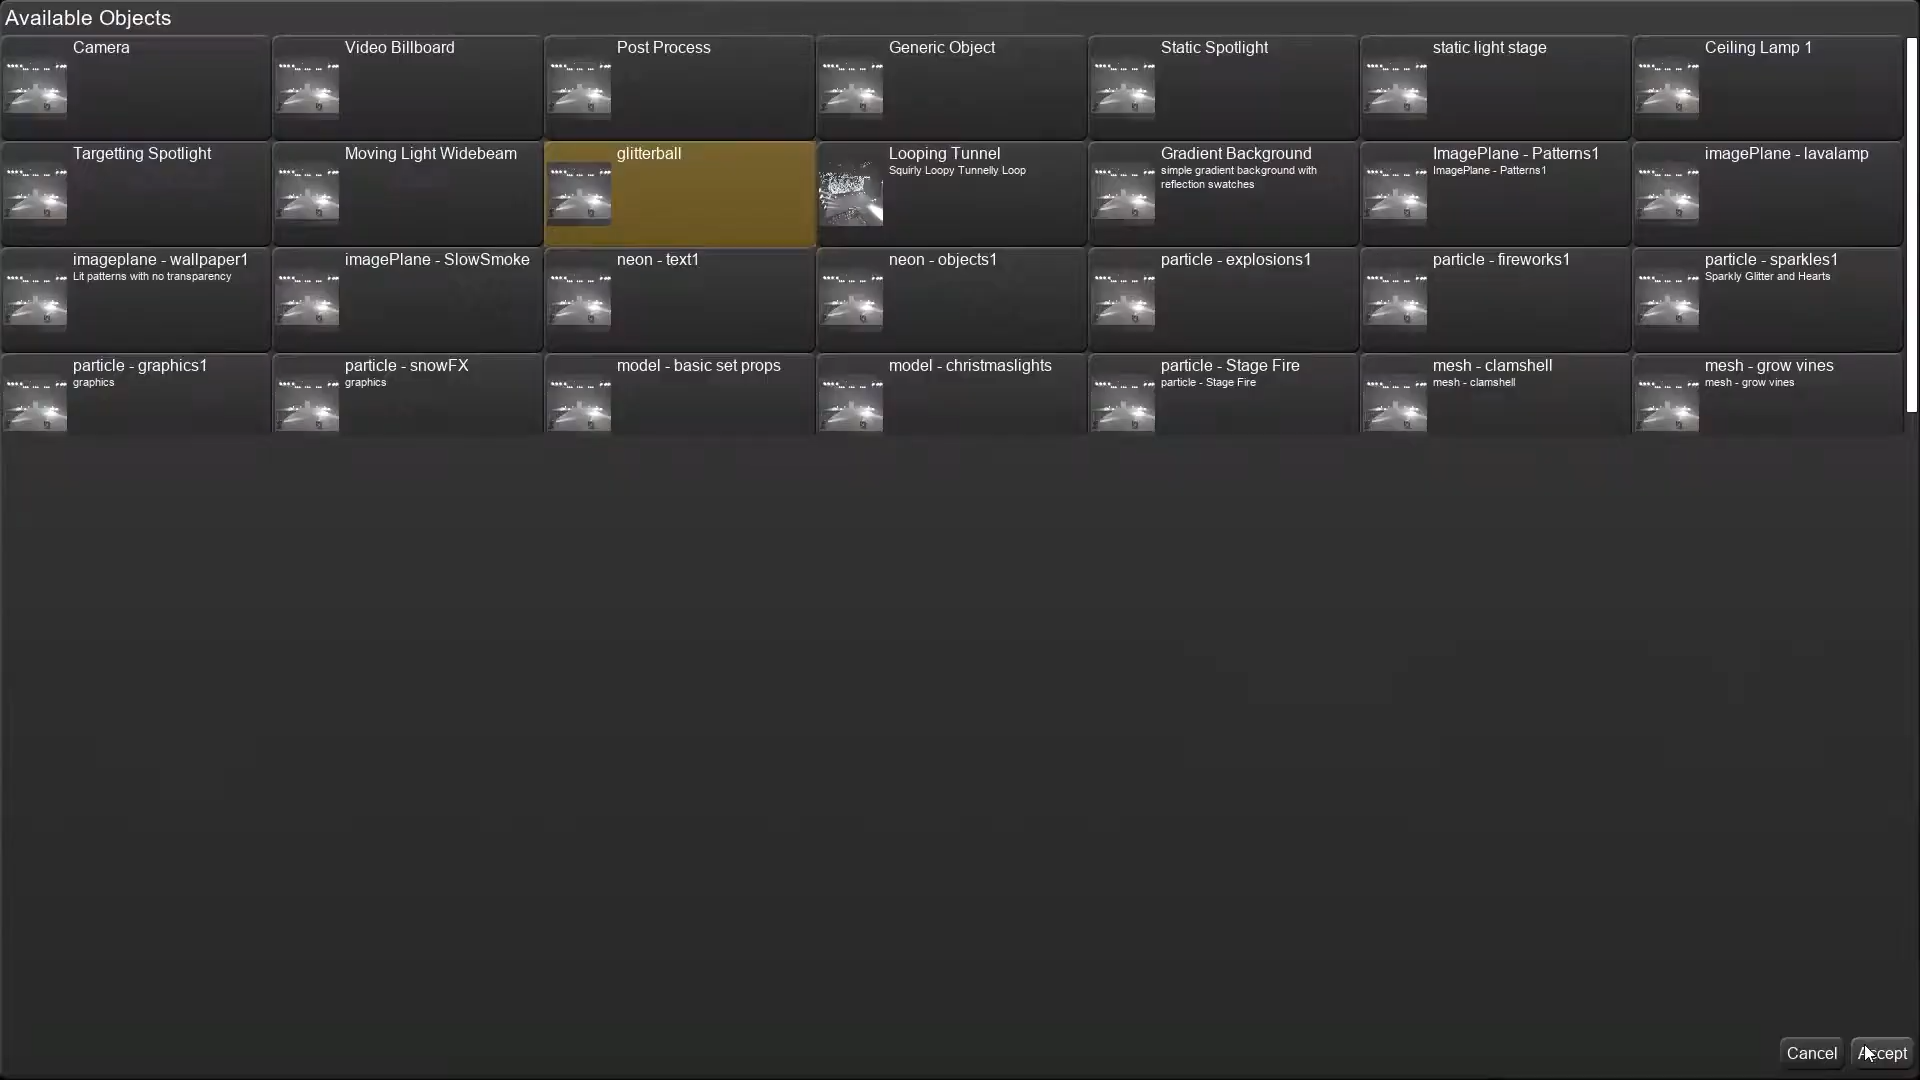 Available Objects
Camera
Video Billboard
Post Process
Generic Object
Static Spotlight
static light stage
Ceiling Lamp 1
Targetting Spotlight
Moving Light Widebeam
glitterball
Looping Tunnel
Squirly Loopy Tunnelly Loop
Gradient Background
simple gradient background with
reflection swatches
ImagePlane - Patterns1
ImagePlane - Patterns1
imagePlane - lavalamp
imageplane - wallpaper1
Lit patterns with no transparency
imagePlane - SlowSmoke
neon - text1
neon - objects1
particle - explosions1
particle - fireworks1
particle - sparkles1
Sparkly Glitter and Hearts
particle - graphics1
graphics
particle - snowFX
graphics
model - basic set props
model - christmaslights
particle - Stage Fire
particle - Stage Fire
mesh - clamshell
mesh - clamshell
mesh - grow vines
mesh - grow vines
Cancel
Accept